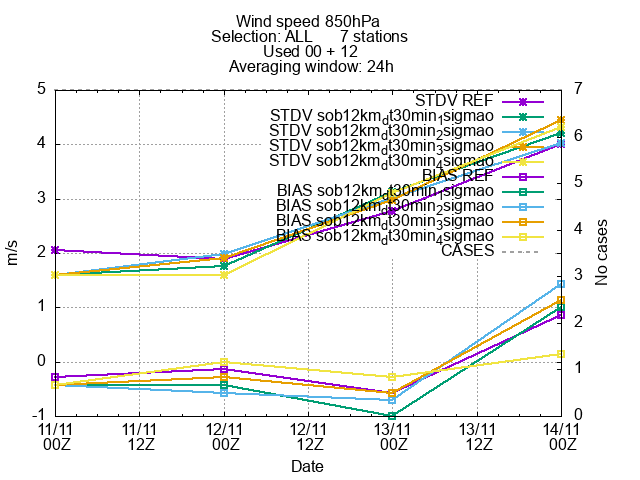 Wind speed 850hPa
Selection: ALL 7 stations
Used 00 + 12
Averaging window: 24h
STDV REF
STDV sob12km_dt30min_1sigmao
STDV sob12km_dt30min_2sigmao
STDV sob12km_dt30min_3sigmao
STDV sob12km_dt30min_4sigmao
BIAS REF
BIAS sob12km_dt30min_1sigmao
BIAS sob12km_dt30min_2sigmao
BIAS sob12km_dt30min_3sigmao
BIAS sob12km_dt30min_4sigmao
CASES
5
4
3
2
1
0
-1
m/s
7
6
5
4
3
2
1
0
No cases
11/11 11/11 12/11 12/11 13/11 13/11 14/11
00Z 12Z 00Z 12Z 00Z 12Z 00Z
Date